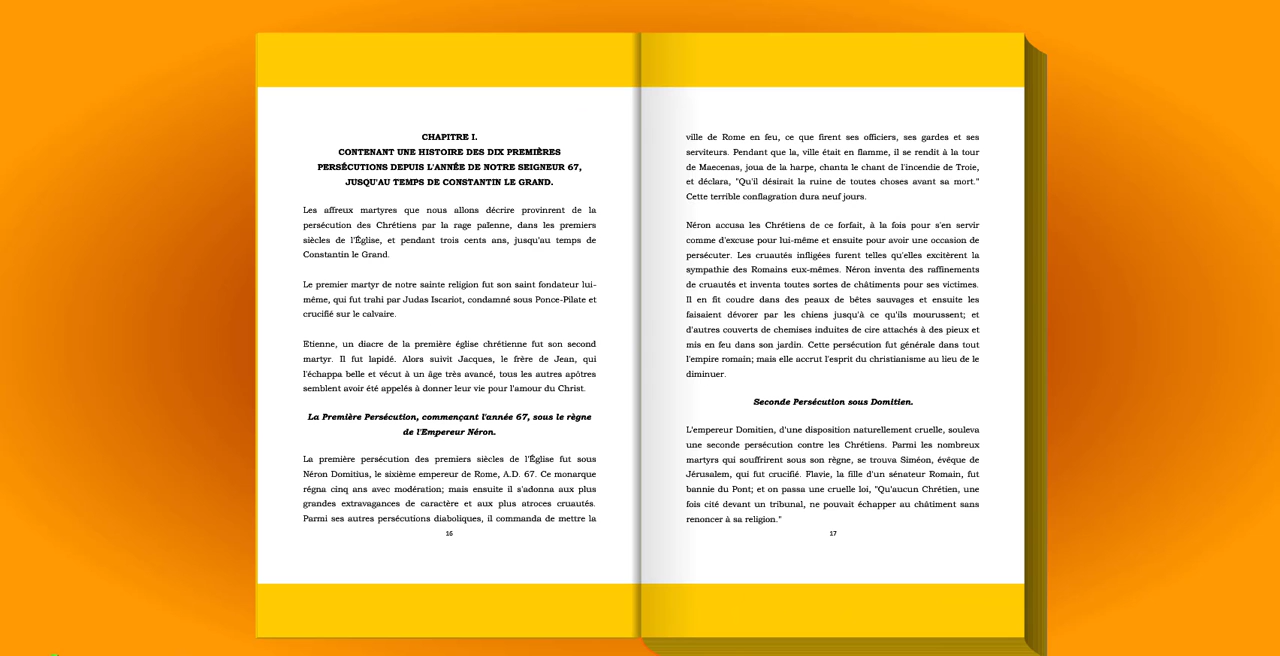 CHAPITRE I.
CONTENANT UNE HISTOIRE DES DIX PREMIÈRES
PERSÉCUTIONS DEPUIS L'ANNÉE DE NOTRE SEIGNEUR 67,
JUSQU'AU TEMPS DE CONSTANTIN LE GRAND.
Les affreux martyres que nous allons décrire provinrent de la
persécution des Chrétiens par la rage païenne, dans les premiers
siècles de l'Église, et pendant trois cents ans, jusqu'au temps de
Constantin le Grand.
Le premier martyr de notre sainte religion fut son saint fondateur lui-
même, qui fut trahi par Judas Iscariot, condamné sous Ponce-Pilate et
crucifié sur le calvaire.
Etienne, un diacre de la première église chrétienne fut son second
martyr. Il fut lapidé. Alors suivit Jacques, le frère de Jean, qui
l'échappa belle et vécut à un âge très avancé, tous les autres apôtres
semblent avoir été appelés à donner leur vie pour l'amour du Christ.
La Première Persécution, commençant l'année 67, sous le règne
de l'Empereur Néron.
La première persécution des premiers siècles de l'Église fut sous
Néron Domitius, le sixième empereur de Rome, A.D. 67. Ce monarque
régna cinq ans avec modération; mais ensuite il s'adonna aux plus
grandes extravagances de caractère et aux plus atroces cruautés.
Parmi ses autres persécutions diaboliques, il commanda de mettre la
16
ville de Rome en feu, ce que firent ses officiers, ses gardes et ses
serviteurs. Pendant que la, ville était en flamme, il se rendit à la tour
de Maecenas, joua de la harpe, chanta le chant de l'incendie de Troie,
et déclara, "Qu'il désirait la ruine de toutes choses avant sa mort."
Cette terrible conflagration dura neuf jours.
Néron accusa les Chrétiens de ce forfait, à la fois pour s'en servir
comme d'excuse pour lui-même et ensuite pour avoir une occasion de
persécuter. Les cruautés infligées furent telles qu'elles excitèrent la
sympathie des Romains eux-mêmes. Néron inventa des raffinements
de cruautés et inventa toutes sortes de châtiments pour ses victimes.
Il en fit coudre dans des peaux de bêtes sauvages et ensuite les
faisaient dévorer par les chiens jusqu'à ce qu'ils mourussent; et
d'autres couverts de chemises induites de cire attachés à des pieux et
mis en feu dans son jardin. Cette persécution fut générale dans tout
l'empire romain; mais elle accrut l'esprit du christianisme au lieu de le
diminuer.
Seconde Persécution sous Domitien.
L'empereur Domitien, d'une disposition naturellement cruelle, souleva
une seconde persécution contre les Chrétiens. Parmi les nombreux
martyrs qui souffrirent sous son règne, se trouva Siméon, évêque de
Jérusalem, qui fut crucifié. Flavie, la fille d'un sénateur Romain, fut
bannie du Pont; et on passa une cruelle loi, "Qu'aucun Chrétien, une
fois cité devant un tribunal, ne pouvait échapper au châtiment sans
renoncer à sa religion."
17